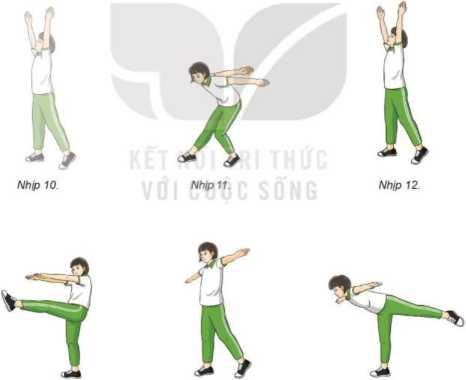 KẾT NỐI TRI THỨC
VỚI CUỘC SỐNG
Nhịp 10.
Nhịp 11.
Nhịp 12.